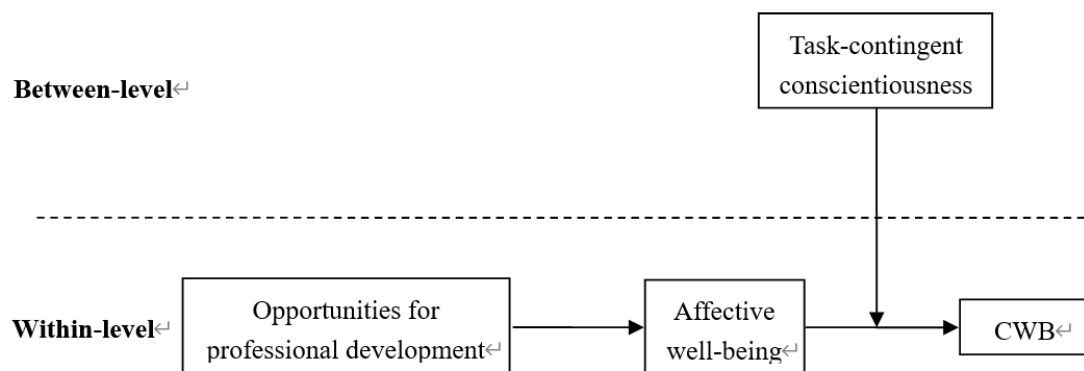 Task-contingent
conscientiousness
Between-level↵
Within-level↵
Opportunities for
professional development↵
Affective
well-being↵
CWB↵